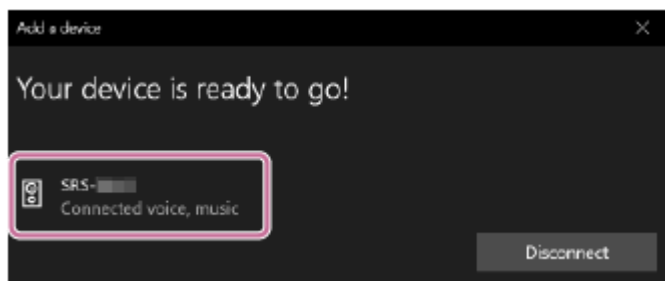 Add a device
Your device is ready to go!
SRS-
Connected voice, music
Disconnect